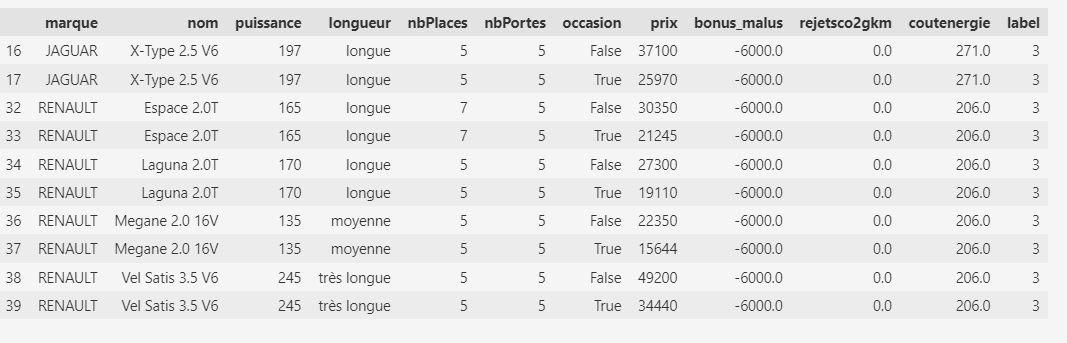 marque nom puissance longueur nbPlaces nbPortes occasion prix bonus_malus rejetsco2gkm coutenergie label
16 JAGUAR X-Type 2.5 V6 197 longue 5 5 False 37100 -6000.0 0.0 271.0 3
17 JAGUAR X-Type 2.5 V6 197 longue 5 5 True 25970 -6000.0 0.0 271.0 3
32 RENAULT Espace 2.0T 165 longue 7 5 False 30350 -6000.0 0.0 206.0 3
33 RENAULT Espace 2.0T 165 longue 7 5 True 21245 -6000.0 0.0 206.0 3
34 RENAULT Laguna 2.0T 170 longue 5 5 False 27300 -6000.0 0.0 206.0 3
35 RENAULT Laguna 2.0T 170 longue 5 5 True 19110 -6000.0 0.0 206.0 3
36 RENAULT Megane 2.0 16V 135 moyenne 5 5 False 22350 -6000.0 0.0 206.0 3
37 RENAULT Megane 2.0 16V 135 moyenne 5 5 True 15644 -6000.0 0.0 206.0 3
38 RENAULT Vel Satis 3.5 V6 245 très longue 5 5 False 49200 -6000.0 0.0 206.0 3
39 RENAULT Vel Satis 3.5 V6 245 très longue 5 5 True 34440 -6000.0 0.0 206.0 3